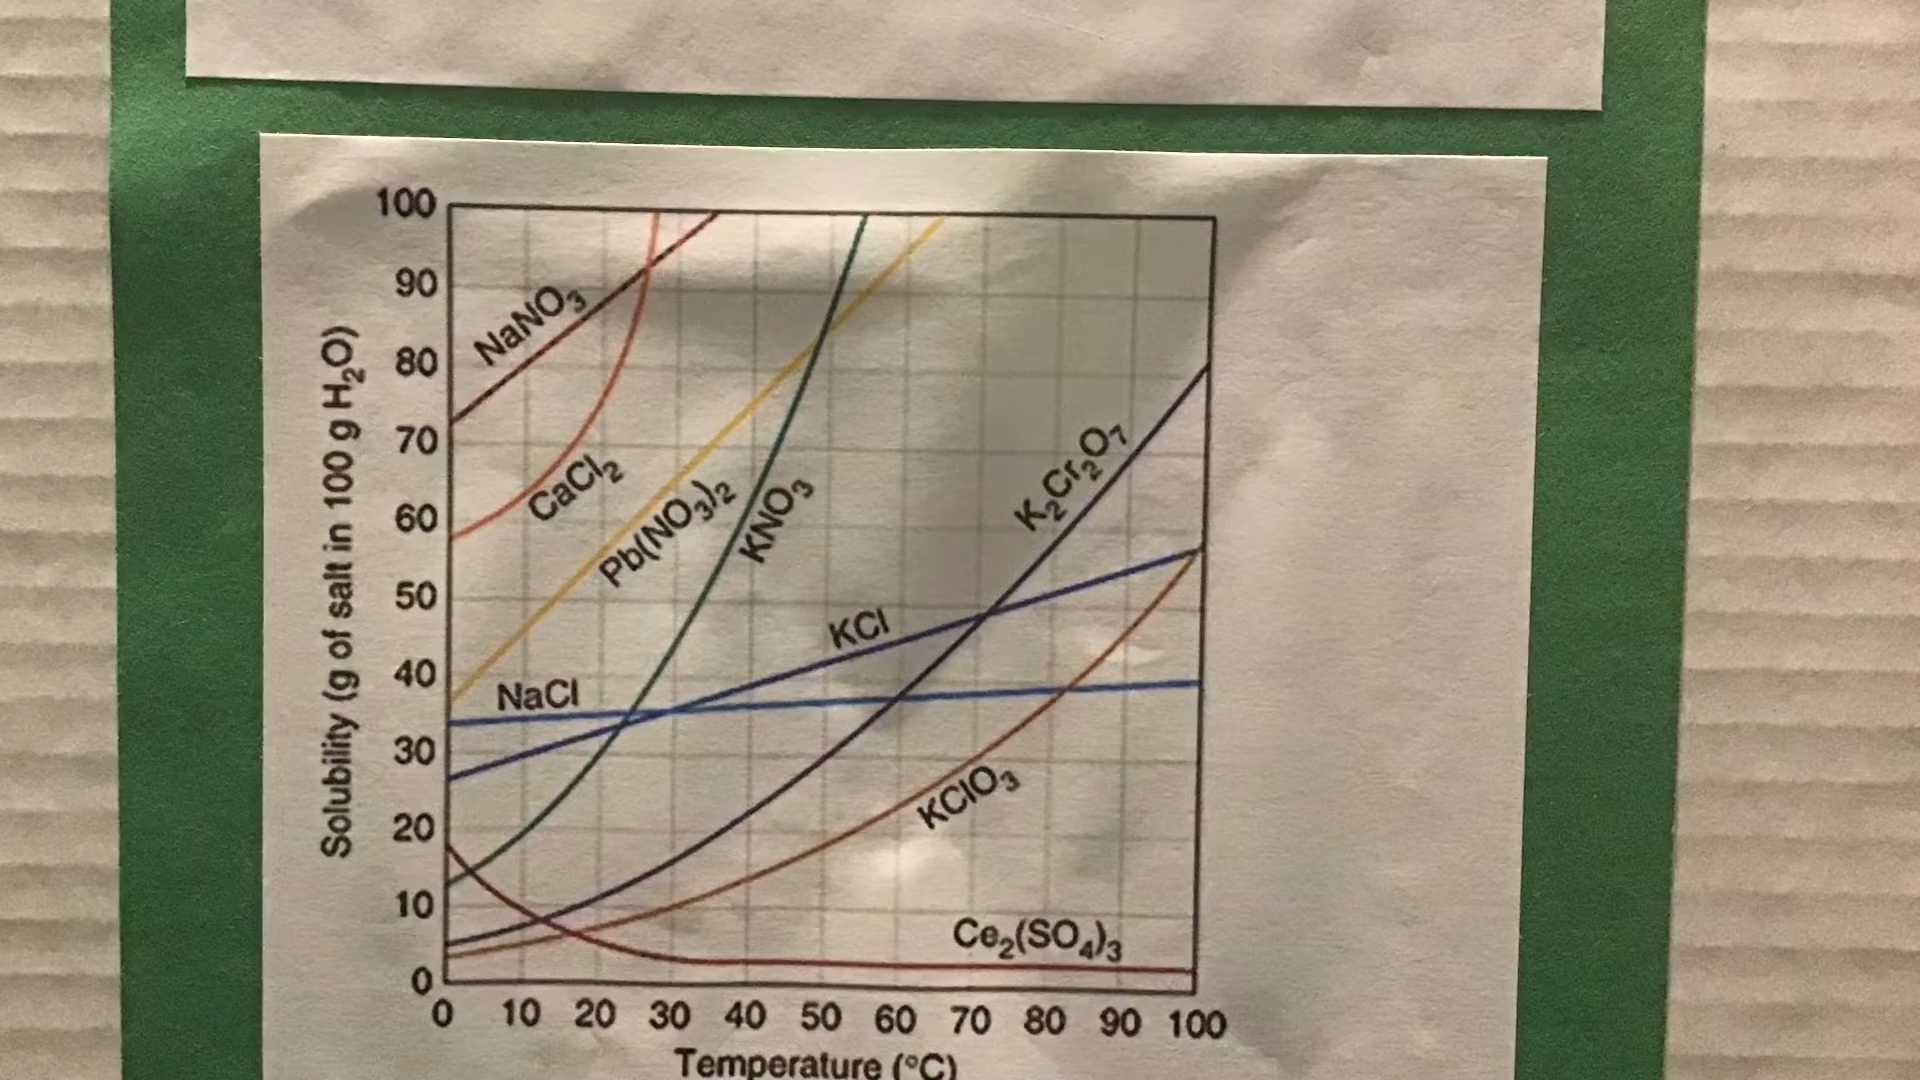 100
90
80
70
60
50
40
30
20
10
0
Solubility (g of salt in 100 g H₂O)
NaNO₃
CaCl₂
Pb(NO₃)₂
KNO₃
K₂Cr₂O₇
KCl
NaCl
KClO₃
Ce₂(SO₄)₃
0 10 20 30 40 50 60 70 80 90 100
Temperature (°C)